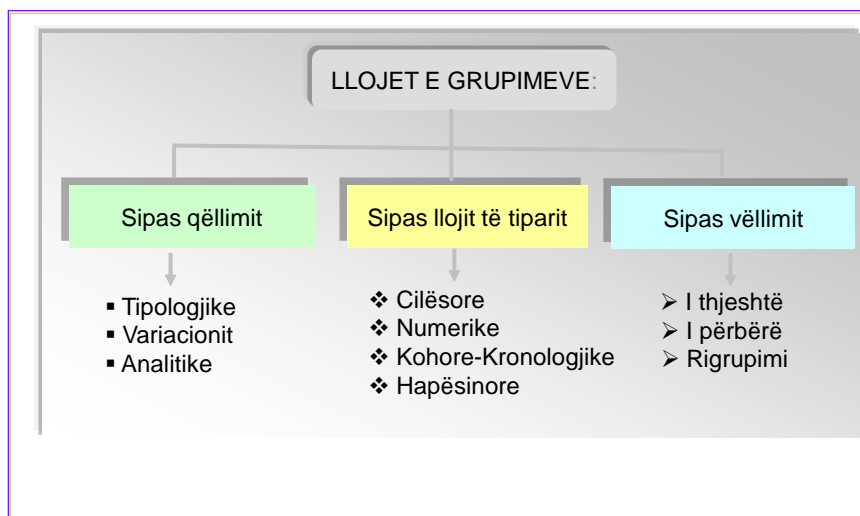 LLOJET E GRUPIMEVE:
Sipas qëllimit
Sipas llojit të tiparit
Sipas vëllimit
▪ Tipologjike
▪ Variacionit
▪ Analitike
❖ Cilësore
❖ Numerike
❖ Kohore-Kronologjike
❖ Hapësinore
➢ I thjeshtë
➢ I përbërë
➢ Rigrupimi